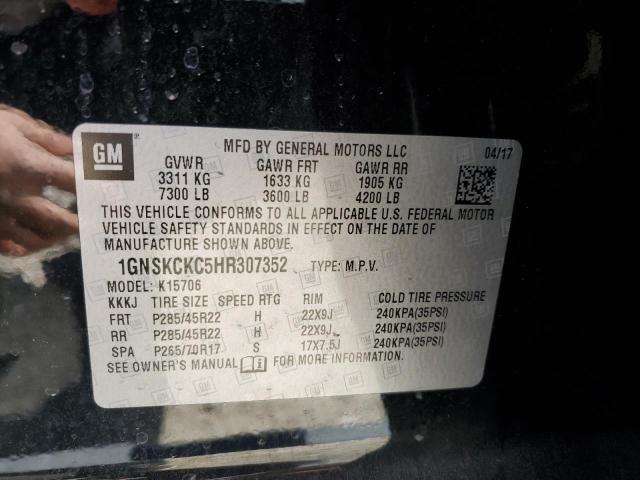 GM
MFD BY GENERAL MOTORS LLC 04/17
GVWR GAWR FRT GAWR RR
3311 KG 1633 KG 1905 KG
7300 LB 3600 LB 4200 LB
THIS VEHICLE CONFORMS TO ALL APPLICABLE U.S. FEDERAL MOTOR
VEHICLE SAFETY STANDARDS IN EFFECT ON THE DATE OF
MANUFACTURE SHOWN ABOVE.
1GNSKCKC5HR307352 TYPE: M.P.V.
MODEL: K15706
KKKJ TIRE SIZE SPEED RTG RIM COLD TIRE PRESSURE
FRT P285/45R22 H 22X9J 240KPA(35PSI)
RR P285/45R22 H 22X9J 240KPA(35PSI)
SPA P265/70R17 S 17X7.5J 240KPA(35PSI)
SEE OWNER'S MANUAL FOR MORE INFORMATION.